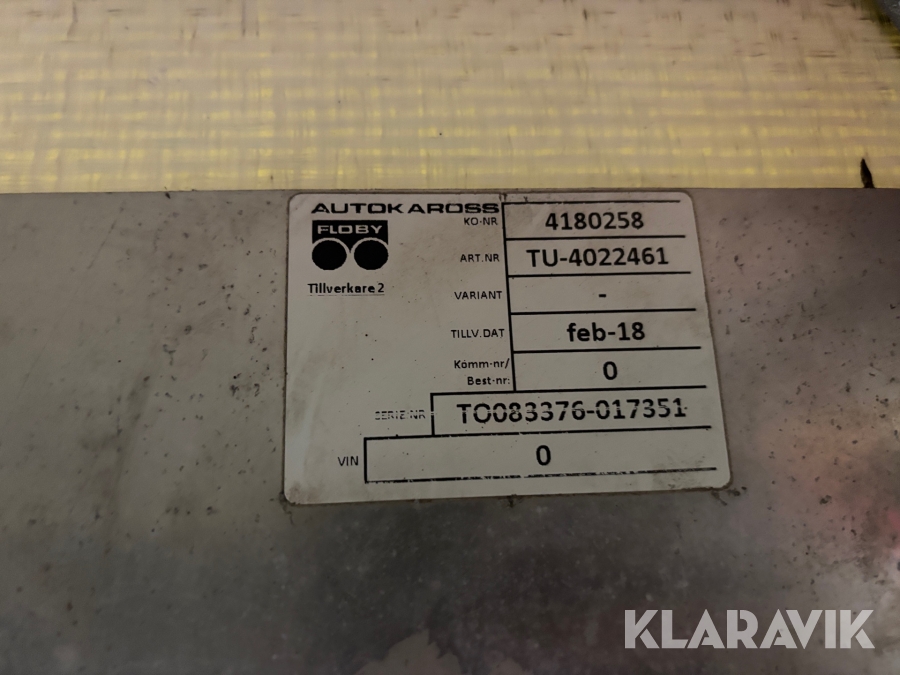 AUTOKAROSS
FLOBY
Tillverkare 2
KO-NR 4180258
ART.NR TU-4022461
VARIANT -
TILLV.DAT feb-18
Komm-nr/
Best-nr: 0
SERIE.NR TO083376-017351
VIN 0
KLARAVIK